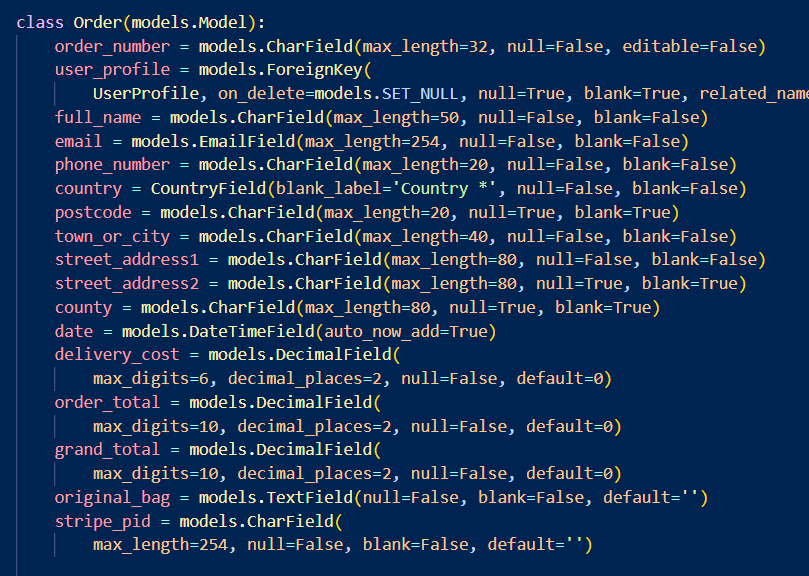 class Order(models.Model):
    order_number = models.CharField(max_length=32, null=False, editable=False)
    user_profile = models.ForeignKey(
        UserProfile, on_delete=models.SET_NULL, null=True, blank=True, related_name
    full_name = models.CharField(max_length=50, null=False, blank=False)
    email = models.EmailField(max_length=254, null=False, blank=False)
    phone_number = models.CharField(max_length=20, null=False, blank=False)
    country = CountryField(blank_label='Country *', null=False, blank=False)
    postcode = models.CharField(max_length=20, null=True, blank=True)
    town_or_city = models.CharField(max_length=40, null=False, blank=False)
    street_address1 = models.CharField(max_length=80, null=False, blank=False)
    street_address2 = models.CharField(max_length=80, null=True, blank=True)
    county = models.CharField(max_length=80, null=True, blank=True)
    date = models.DateTimeField(auto_now_add=True)
    delivery_cost = models.DecimalField(
        max_digits=6, decimal_places=2, null=False, default=0)
    order_total = models.DecimalField(
        max_digits=10, decimal_places=2, null=False, default=0)
    grand_total = models.DecimalField(
        max_digits=10, decimal_places=2, null=False, default=0)
    original_bag = models.TextField(null=False, blank=False, default='')
    stripe_pid = models.CharField(
        max_length=254, null=False, blank=False, default='')